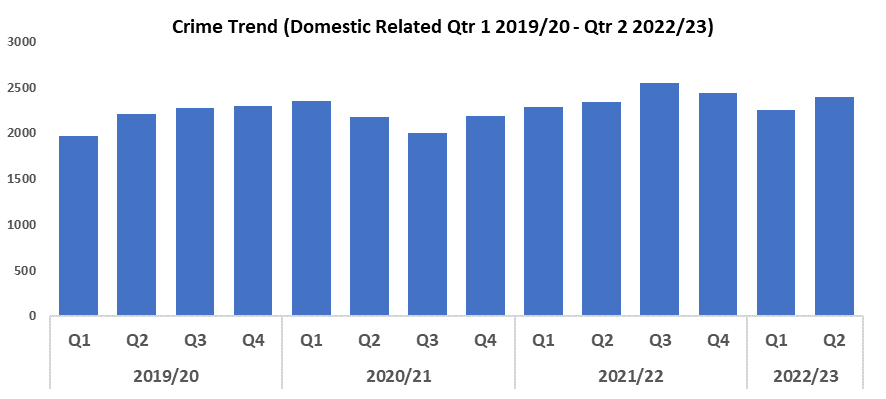 Crime Trend (Domestic Related Qtr 1 2019/20 - Qtr 2 2022/23)
3000
2500
2000
1500
1000
500
0
Q1 Q2 Q3 Q4 Q1 Q2 Q3 Q4 Q1 Q2 Q3 Q4 Q1 Q2
2019/20 2020/21 2021/22 2022/23